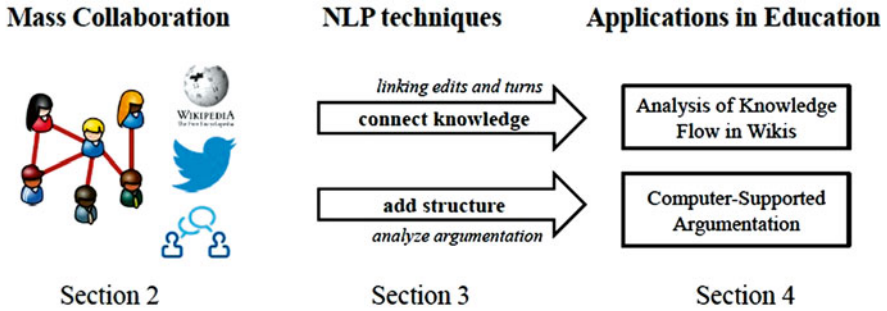 Mass Collaboration
NLP techniques
Applications in Education
WIKIPEDIA
The Free Encyclopedia
linking edits and turns
connect knowledge
Analysis of Knowledge
Flow in Wikis
add structure
analyze argumentation
Computer-Supported
Argumentation
Section 2
Section 3
Section 4